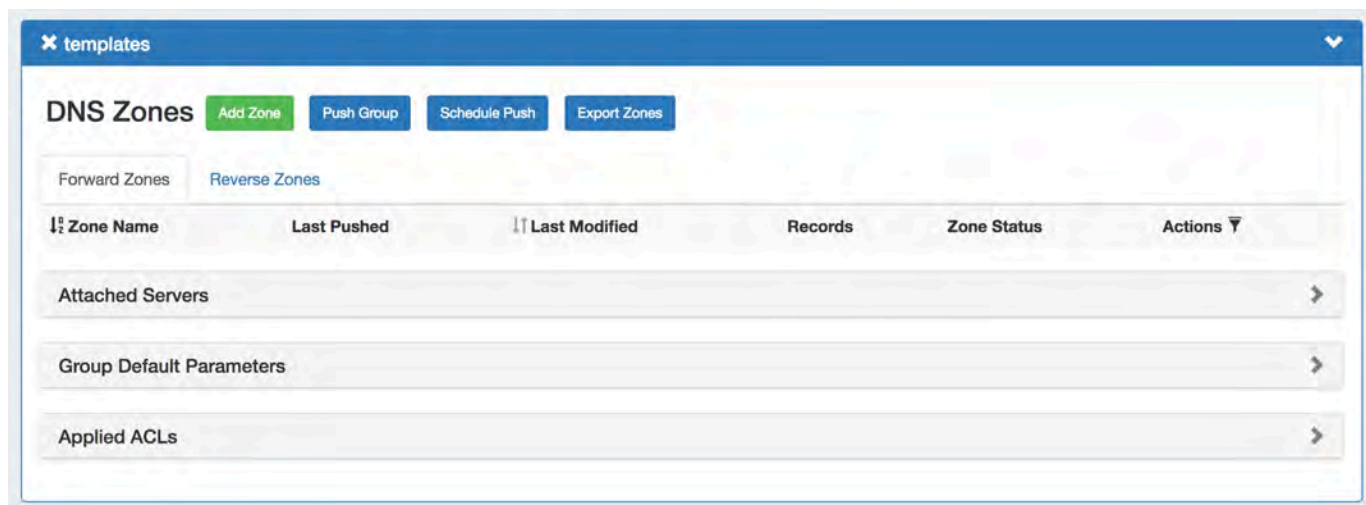 templates
DNS Zones Add Zone Push Group Schedule Push Export Zones
Forward Zones Reverse Zones
Zone Name Last Pushed Last Modified Records Zone Status Actions
Attached Servers
Group Default Parameters
Applied ACLs